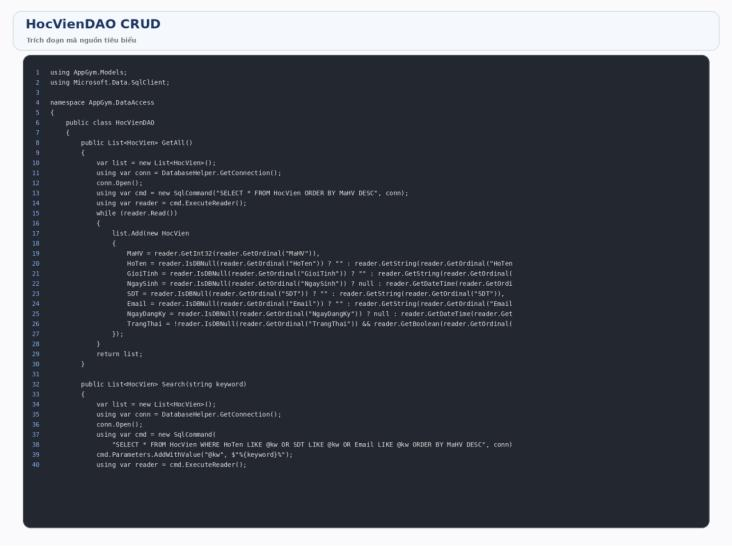 HocVienDAO CRUD
Trích đoạn mã nguồn tiêu biểu
1 using AppGym.Models;
2 using Microsoft.Data.SqlClient;
3
4 namespace AppGym.DataAccess
5 {
6     public class HocVienDAO
7     {
8         public List<HocVien> GetAll()
9         {
10             var list = new List<HocVien>();
11             using var conn = DatabaseHelper.GetConnection();
12             conn.Open();
13             using var cmd = new SqlCommand("SELECT * FROM HocVien ORDER BY MaHV DESC", conn);
14             using var reader = cmd.ExecuteReader();
15             while (reader.Read())
16             {
17                 list.Add(new HocVien
18                 {
19                     MaHV = reader.GetInt32(reader.GetOrdinal("MaHV")),
20                     HoTen = reader.IsDBNull(reader.GetOrdinal("HoTen")) ? "" : reader.GetString(reader.GetOrdinal("HoTen
21                     GioiTinh = reader.IsDBNull(reader.GetOrdinal("GioiTinh")) ? "" : reader.GetString(reader.GetOrdinal(
22                     NgaySinh = reader.IsDBNull(reader.GetOrdinal("NgaySinh")) ? null : reader.GetDateTime(reader.GetOrdi
23                     SDT = reader.IsDBNull(reader.GetOrdinal("SDT")) ? "" : reader.GetString(reader.GetOrdinal("SDT")),
24                     Email = reader.IsDBNull(reader.GetOrdinal("Email")) ? "" : reader.GetString(reader.GetOrdinal("Email
25                     NgayDangKy = reader.IsDBNull(reader.GetOrdinal("NgayDangKy")) ? null : reader.GetDateTime(reader.Get
26                     TrangThai = !reader.IsDBNull(reader.GetOrdinal("TrangThai")) && reader.GetBoolean(reader.GetOrdinal(
27                 });
28             }
29             return list;
30         }
31
32         public List<HocVien> Search(string keyword)
33         {
34             var list = new List<HocVien>();
35             using var conn = DatabaseHelper.GetConnection();
36             conn.Open();
37             using var cmd = new SqlCommand(
38                 "SELECT * FROM HocVien WHERE HoTen LIKE @kw OR SDT LIKE @kw OR Email LIKE @kw ORDER BY MaHV DESC", conn)
39             cmd.Parameters.AddWithValue("@kw", $"%{keyword}%");
40             using var reader = cmd.ExecuteReader();